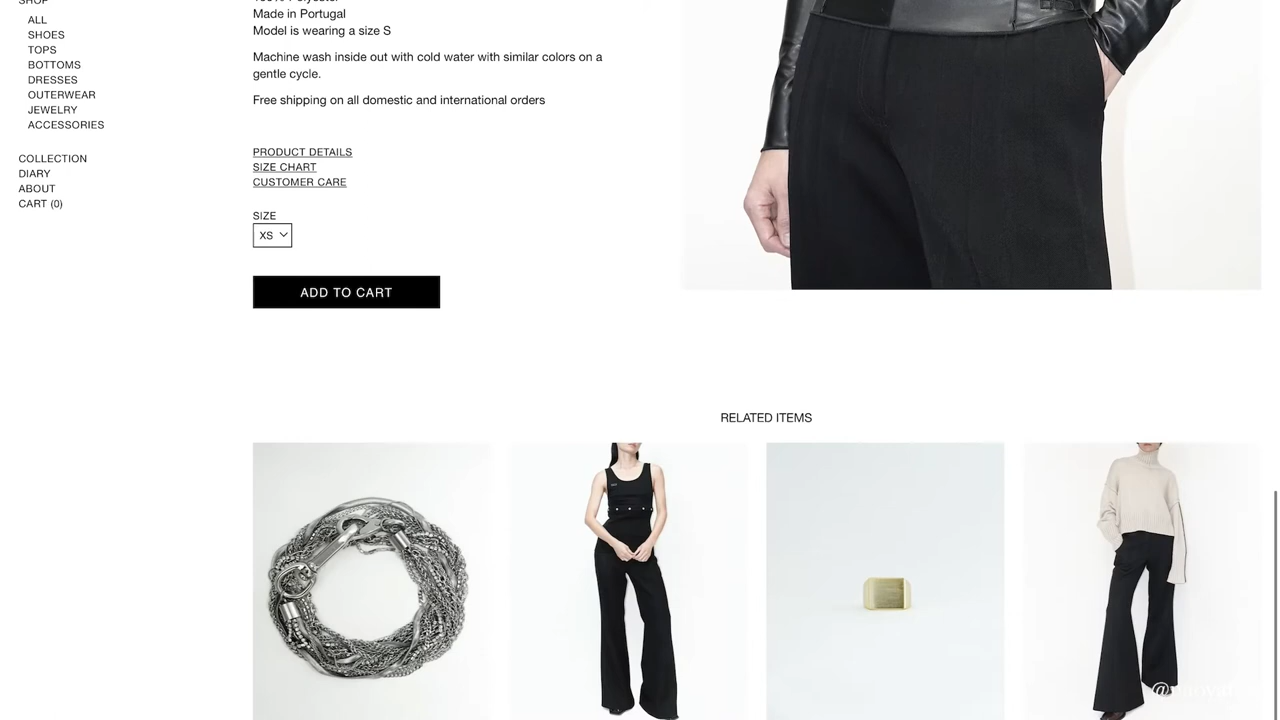 SHOP
ALL
SHOES
TOPS
BOTTOMS
DRESSES
OUTERWEAR
JEWELRY
ACCESSORIES
COLLECTION
DIARY
ABOUT
CART (0)
100% Polyester
Made in Portugal
Model is wearing a size S
Machine wash inside out with cold water with similar colors on a
gentle cycle.
Free shipping on all domestic and international orders
PRODUCT DETAILS
SIZE CHART
CUSTOMER CARE
SIZE
XS
ADD TO CART
RELATED ITEMS